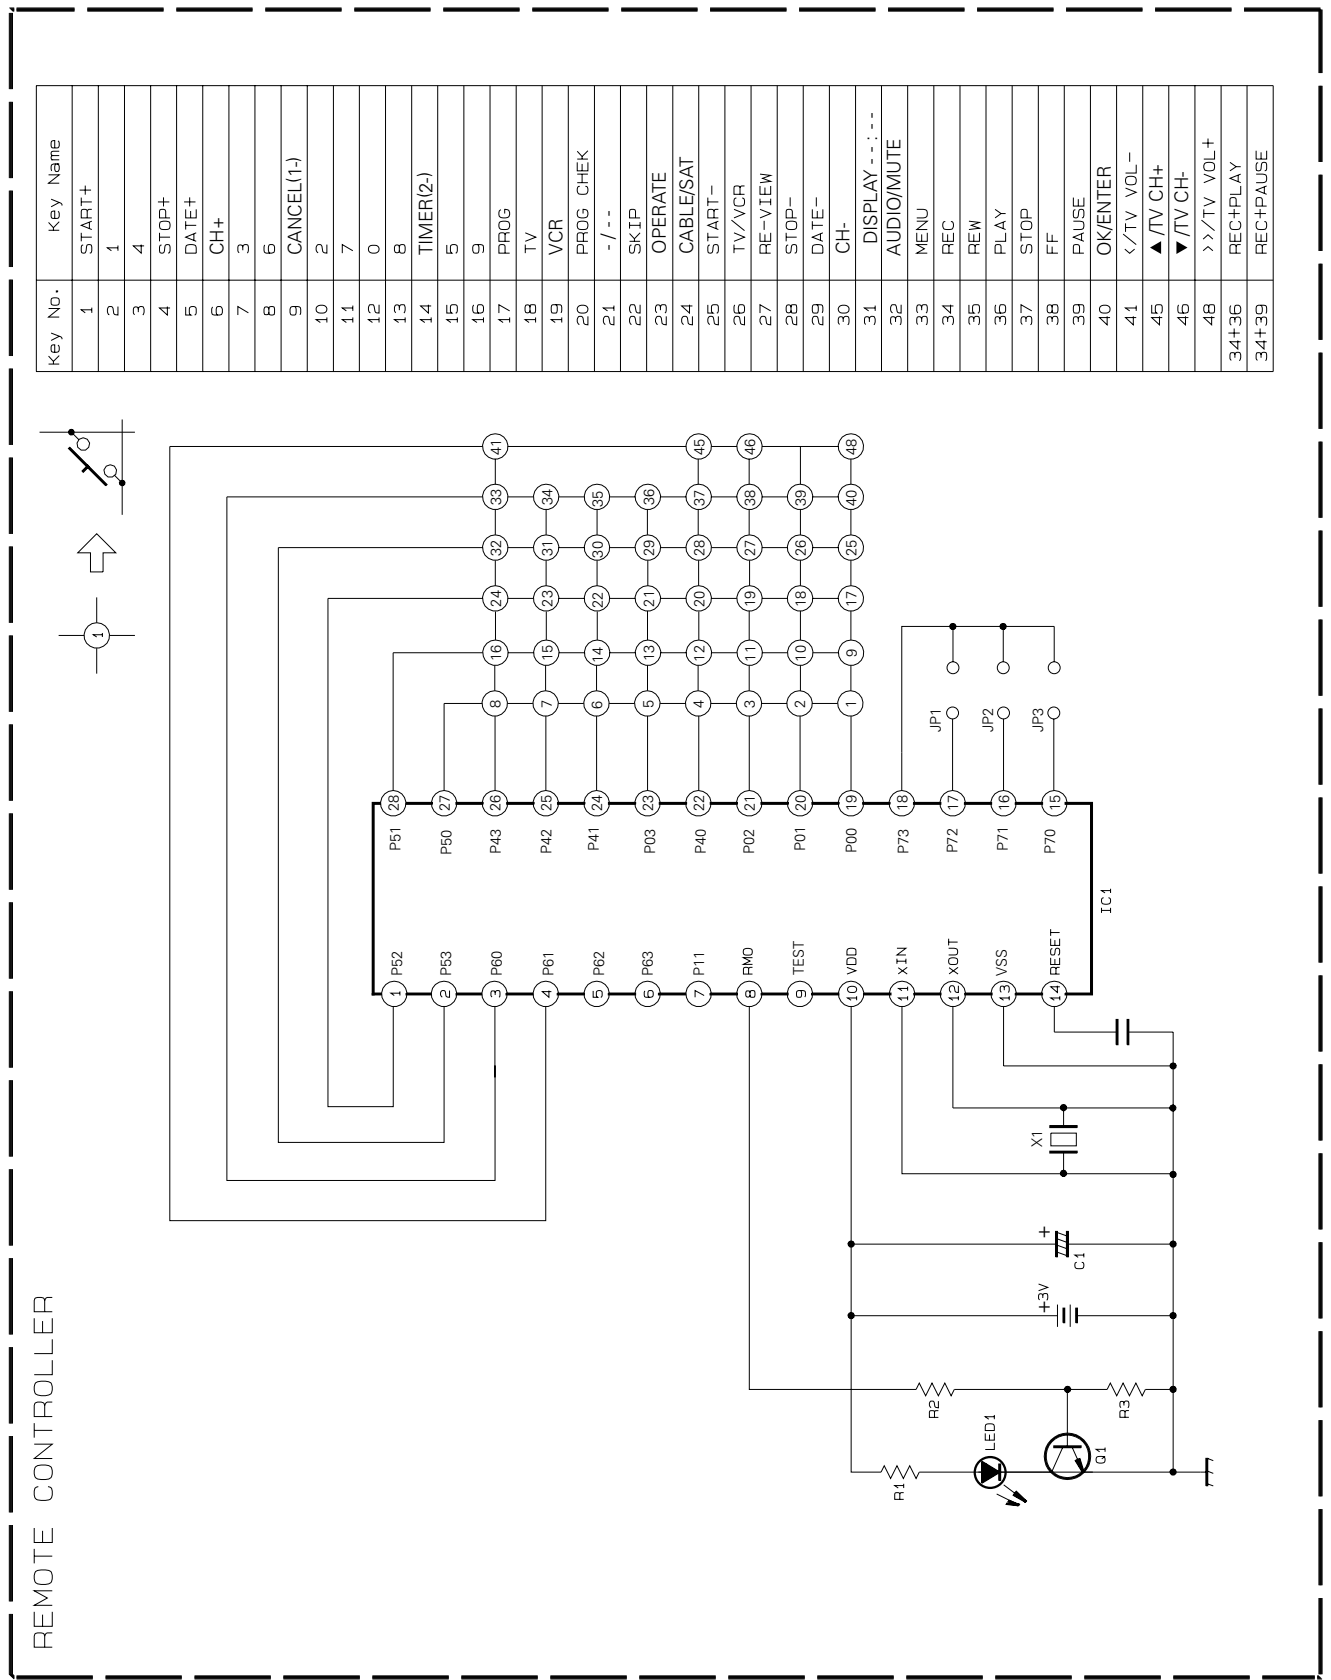 REMOTE CONTROLLER
Key No. Key Name
1 START+
2 1
3 4
4 STOP+
5 DATE+
6 CH+
7 3
8 6
9 CANCEL(1-)
10 2
11 7
12 0
13 8
14 TIMER(2-)
15 5
16 9
17 PROG
18 TV
19 VCR
20 PROG CHEK
21 -/--
22 SKIP
23 OPERATE
24 CABLE/SAT
25 START-
26 TV/VCR
27 RE-VIEW
28 STOP-
29 DATE-
30 CH-
31 DISPLAY --:--
32 AUDIO/MUTE
33 MENU
34 REC
35 REW
36 PLAY
37 STOP
38 FF
39 PAUSE
40 OK/ENTER
41 </TV VOL-
45 ▲/TV CH+
46 ▼/TV CH-
48 >>/TV VOL+
34+36 REC+PLAY
34+39 REC+PAUSE
1
41 45 46 48
33 34 35 36 37 38 39 40
32 31 30 29 28 27 26 25
24 23 22 21 20 19 18 17
16 15 14 13 12 11 10 9
8 7 6 5 4 3 2 1
JP1 JP2 JP3
28 27 26 25 24 23 22 21 20 19 18 17 16 15
P51 P50 P43 P42 P41 P03 P40 P02 P01 P00 P73 P72 P71 P70
IC1
P52 P53 P60 P61 P62 P63 P11 RMO TEST VDD XIN XOUT VSS RESET
1 2 3 4 5 6 7 8 9 10 11 12 13 14
X1
+
C1
+3V
R2
R3
R1
LED1
Q1